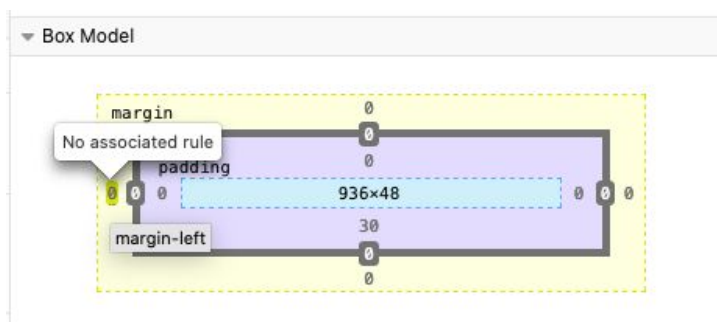 Box Model
margin 0
No associated rule
0
padding 0
0 0 0 936×48 0 0 0
margin-left
30
0
0